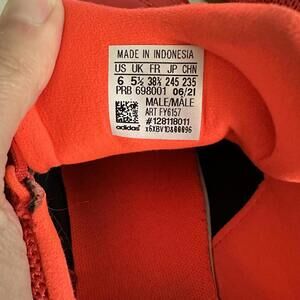 MADE IN INDONESIA
US UK FR JP CHN
6 5½ 38⅔ 245 235
PRB 698001 06/21
MALE/MÂLE
ART FY6157
#128118011
adidas